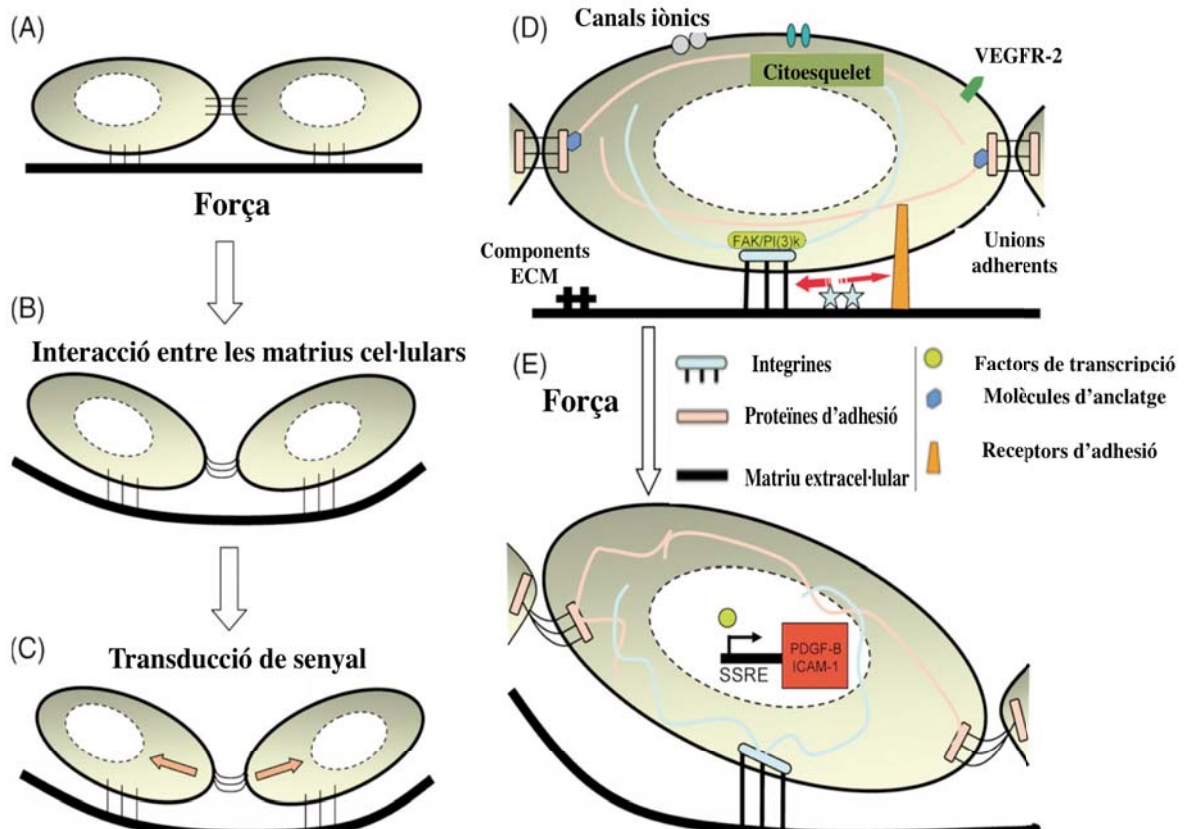 (A)
Força
(B)
Interacció entre les matrius cel·lulars
(C)
Transducció de senyal
(D)
Canals iònics
Citoesquelet
VEGFR-2
FAK/PI(3)k
Components
ECM
Unions
adherents
(E)
Força
Integrines
Proteïnes d'adhesió
Matriu extracel·lular
Factors de transcripció
Molècules d'anclatge
Receptors d'adhesió
SSRE
PDGF-B
ICAM-1